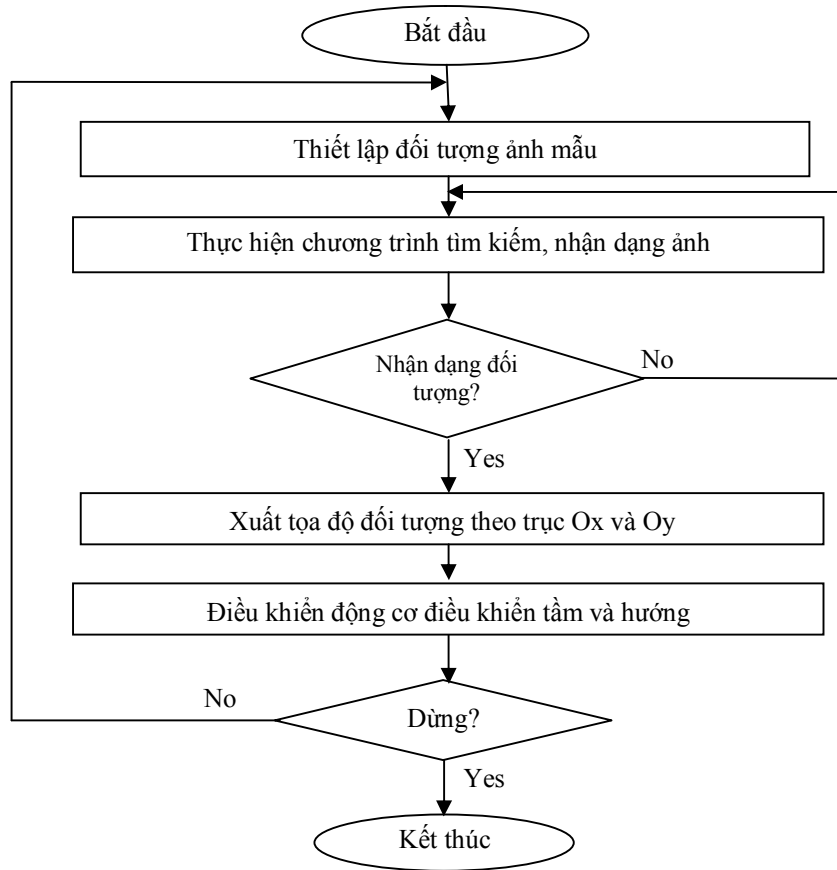 Bắt đầu
Thiết lập đối tượng ảnh mẫu
Thực hiện chương trình tìm kiếm, nhận dạng ảnh
Nhận dạng đối
tượng?
No
Yes
Xuất tọa độ đối tượng theo trục Ox và Oy
Điều khiển động cơ điều khiển tầm và hướng
No
Dừng?
Yes
Kết thúc